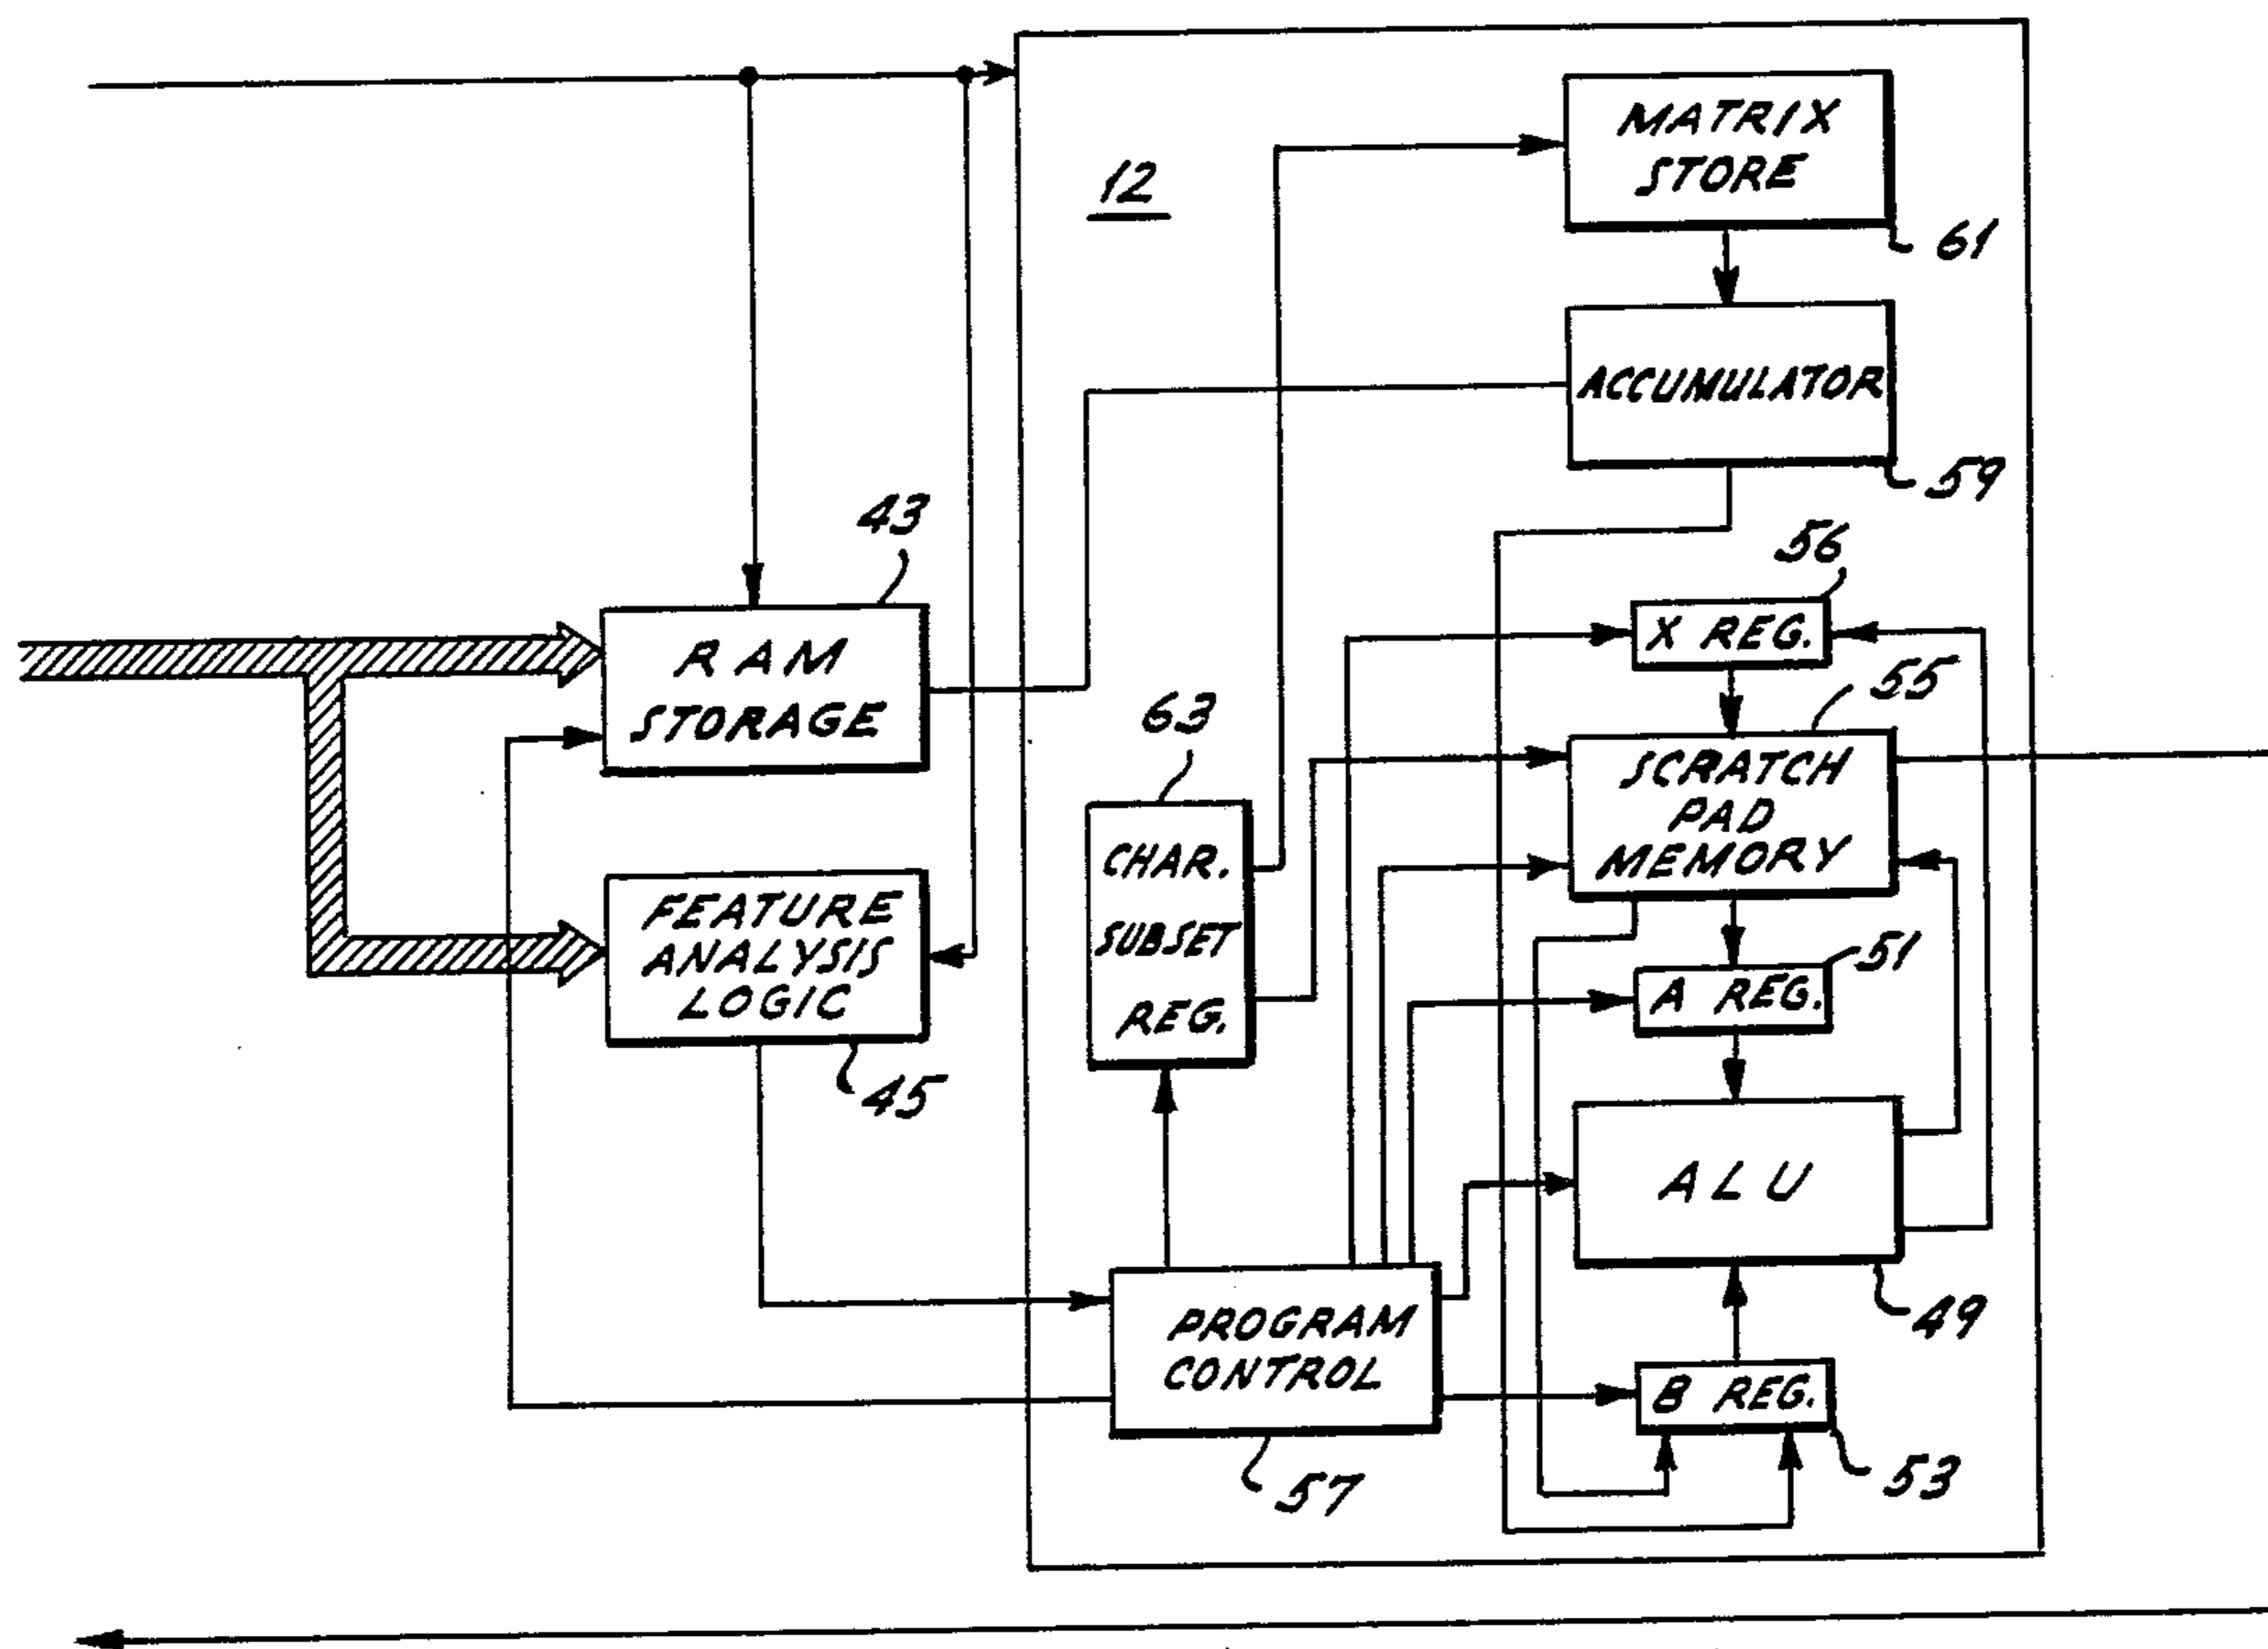 12
MATRIX
STORE
61
ACCUMULATOR
59
43
RAM
STORAGE
56
X REG.
55
63
SCRATCH
PAD
MEMORY
CHAR.
SUBSET
REG.
FEATURE
ANALYSIS
LOGIC
45
51
A REG.
ALU
49
PROGRAM
CONTROL
57
B REG.
53